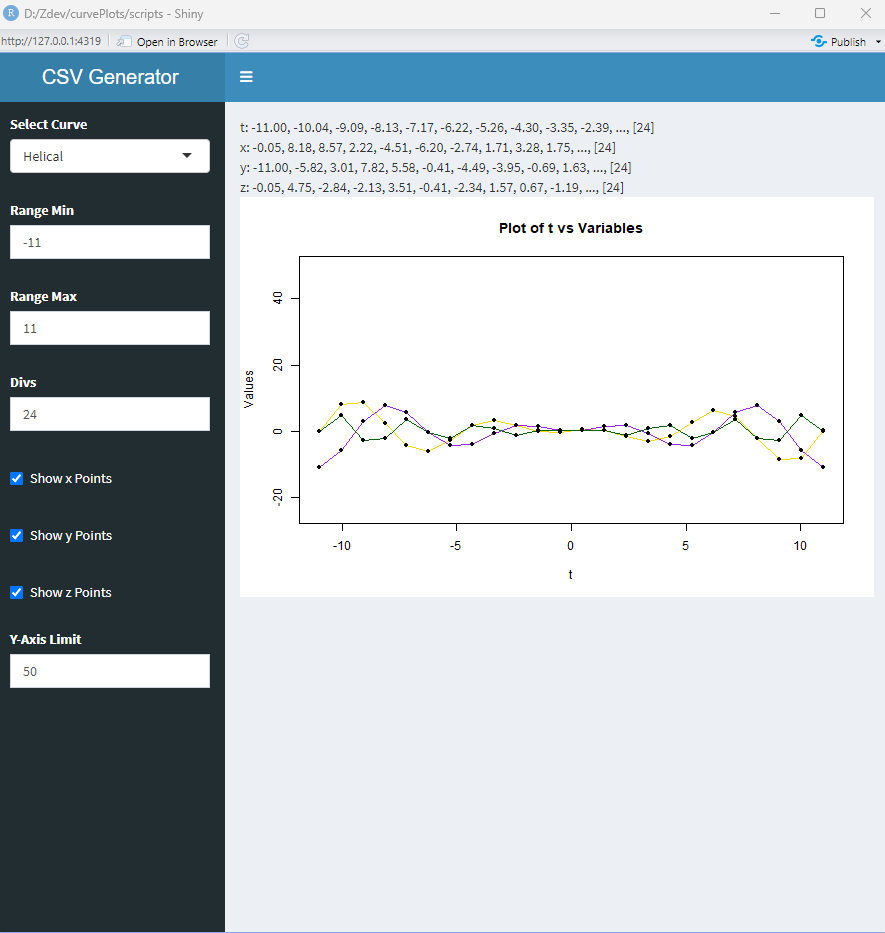 R D:/Zdev/curvePlots/scripts - Shiny
http://127.0.0.1:4319 Open in Browser Publish
CSV Generator
Select Curve
Helical
Range Min
-11
Range Max
11
Divs
24
Show x Points
Show y Points
Show z Points
Y-Axis Limit
50
t: -11.00, -10.04, -9.09, -8.13, -7.17, -6.22, -5.26, -4.30, -3.35, -2.39, ..., [24]
x: -0.05, 8.18, 8.57, 2.22, -4.51, -6.20, -2.74, 1.71, 3.28, 1.75, ..., [24]
y: -11.00, -5.82, 3.01, 7.82, 5.58, -0.41, -4.49, -3.95, -0.69, 1.63, ..., [24]
z: -0.05, 4.75, -2.84, -2.13, 3.51, -0.41, -2.34, 1.57, 0.67, -1.19, ..., [24]
Plot of t vs Variables
Values
40
20
0
-20
-10 -5 0 5 10
t